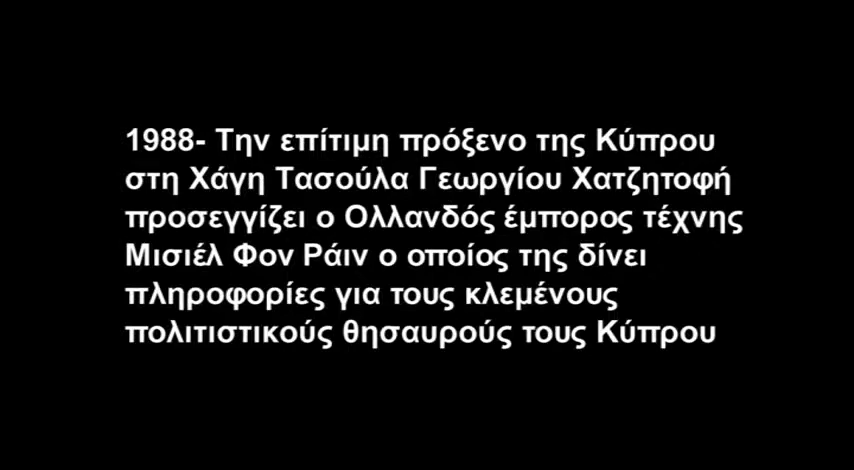 1988- Την επίτιμη πρόξενο της Κύπρου
στη Χάγη Τασούλα Γεωργίου Χατζητοφή
προσεγγίζει ο Ολλανδός έμπορος τέχνης
Μισιέλ Φον Ράιν ο οποίος της δίνει
πληροφορίες για τους κλεμένους
πολιτιστικούς θησαυρούς τους Κύπρου